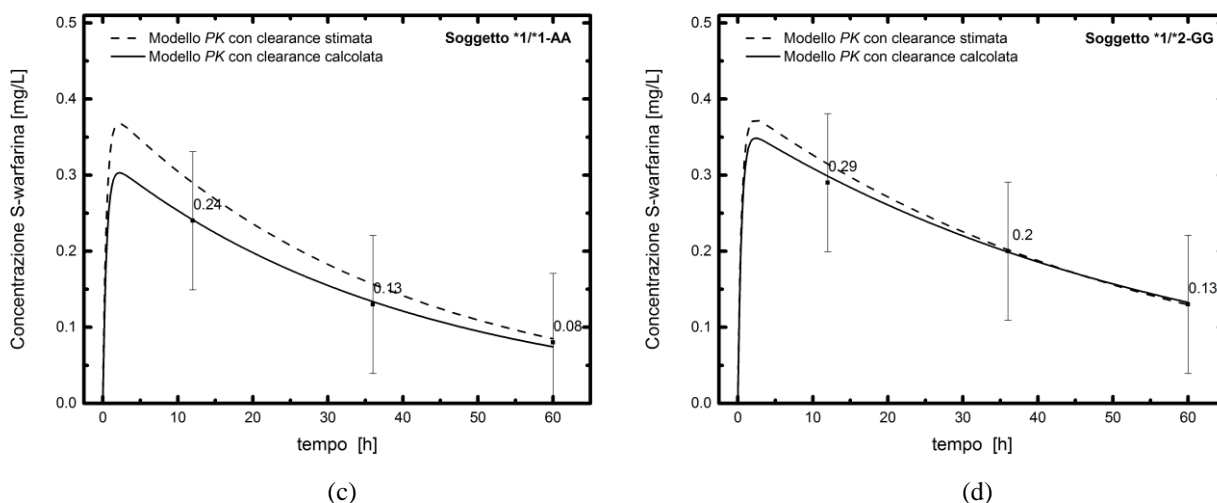 0.5
Modello PK con clearance stimata
Soggetto *1/*1-AA
Modello PK con clearance calcolata
0.4
0.3
0.24
0.2
0.13
0.1
0.08
0.0
0 10 20 30 40 50 60
Concentrazione S-warfarina [mg/L]
tempo [h]
(c)
0.5
Modello PK con clearance stimata
Soggetto *1/*2-GG
Modello PK con clearance calcolata
0.4
0.3
0.29
0.2
0.2
0.13
0.1
0.0
0 10 20 30 40 50 60
Concentrazione S-warfarina [mg/L]
tempo [h]
(d)